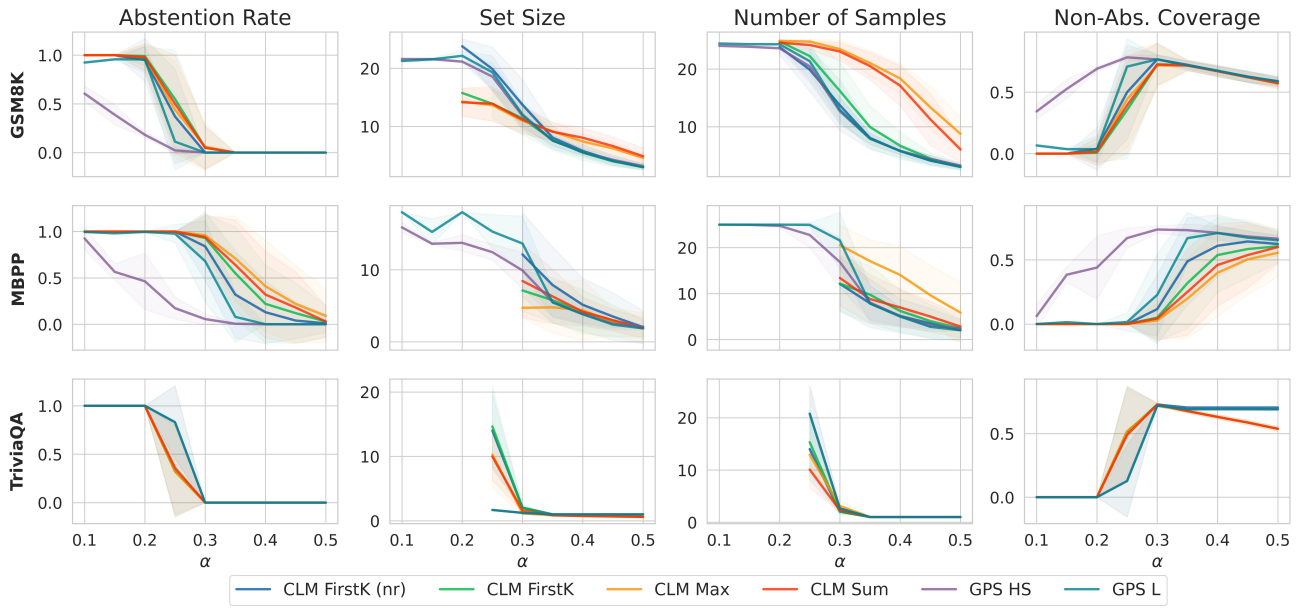 Abstention Rate Set Size Number of Samples Non-Abs. Coverage
GSM8K
1.0 0.5 0.0
20 10
20 10
0.5 0.0
MBPP
1.0 0.5 0.0
10 0
20 10 0
0.5 0.0
TriviaQA
1.0 0.5 0.0
20 10 0
20 10 0
0.5 0.0
0.1 0.2 0.3 0.4 0.5 0.1 0.2 0.3 0.4 0.5 0.1 0.2 0.3 0.4 0.5 0.1 0.2 0.3 0.4 0.5
α α α α
CLM FirstK (nr) CLM FirstK CLM Max CLM Sum GPS HS GPS L